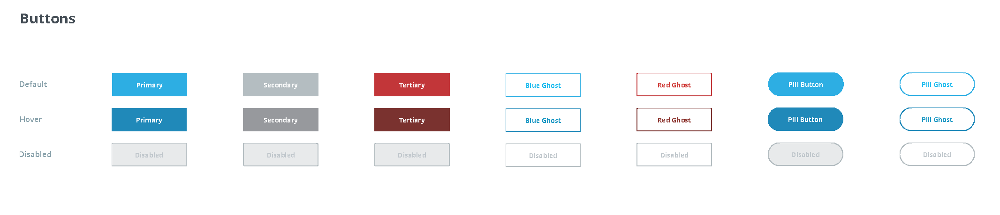 Buttons
Default Primary Secondary Tertiary Blue Ghost Red Ghost Pill Button Pill Ghost
Hover Primary Secondary Tertiary Blue Ghost Red Ghost Pill Button Pill Ghost
Disabled Disabled Disabled Disabled Disabled Disabled Disabled Disabled